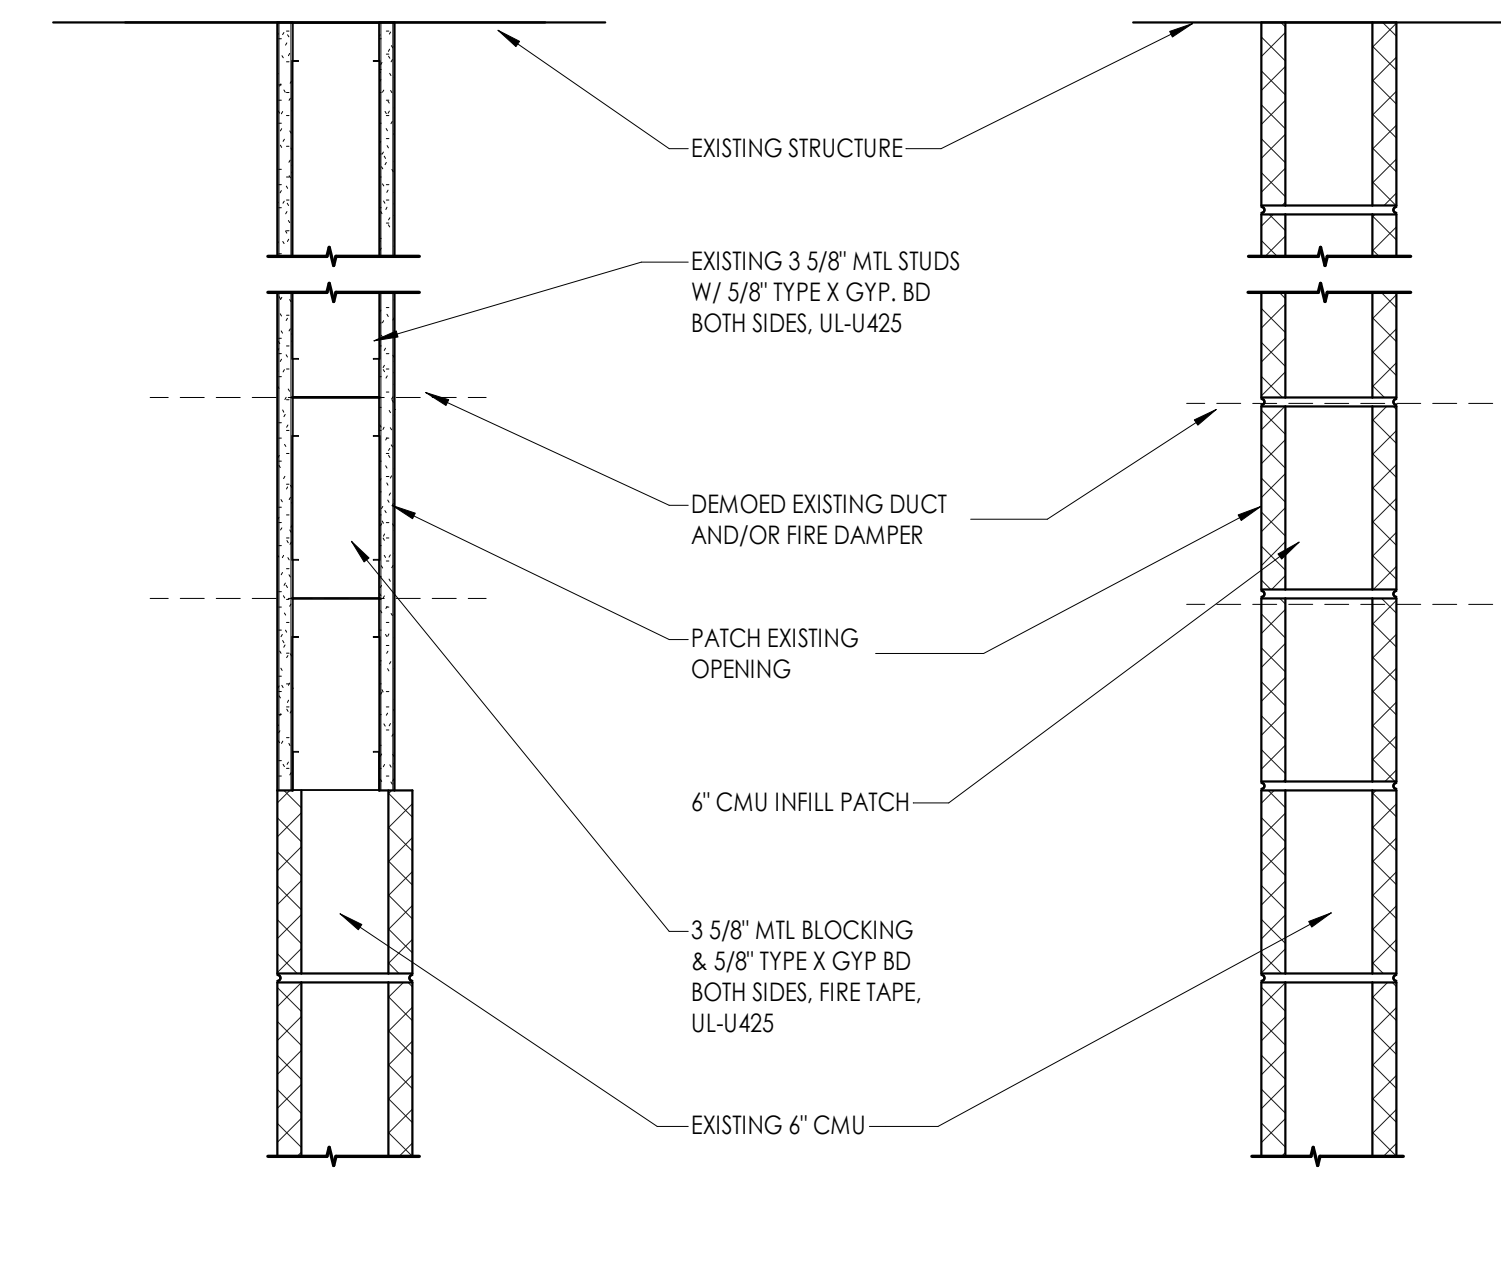 EXISTING STRUCTURE
EXISTING 3 5/8" MTL STUDS
W/ 5/8" TYPE X GYP. BD
BOTH SIDES, UL-U425
DEMOED EXISTING DUCT
AND/OR FIRE DAMPER
PATCH EXISTING
OPENING
6" CMU INFILL PATCH
3 5/8" MTL BLOCKING
& 5/8" TYPE X GYP BD
BOTH SIDES, FIRE TAPE,
UL-U425
EXISTING 6" CMU